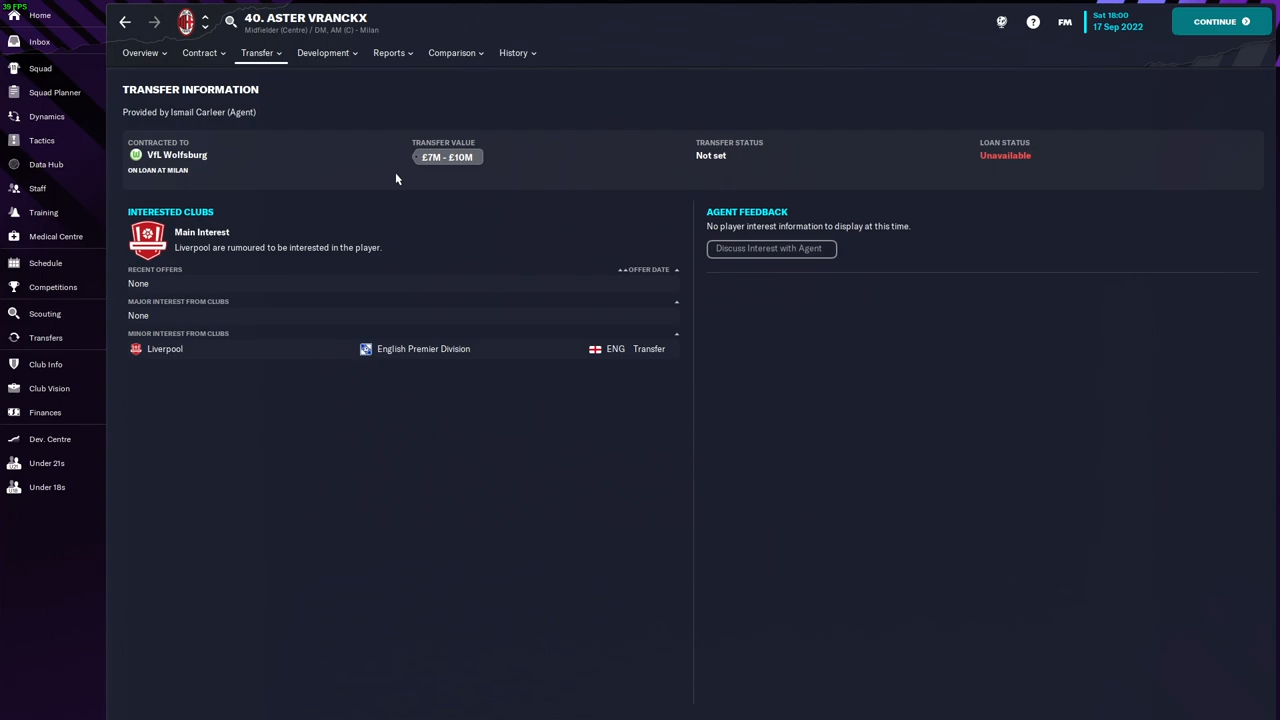 39 FPS
Home
Inbox
Squad
Squad Planner
Dynamics
Tactics
Data Hub
Staff
Training
Medical Centre
Schedule
Competitions
Scouting
Transfers
Club Info
Club Vision
Finances
Dev. Centre
Under 21s
Under 18s
40. ASTER VRANCKX
Midfielder (Centre) / DM, AM (C) - Milan
FM
Sat 18:00
17 Sep 2022
CONTINUE
Overview
Contract
Transfer
Development
Reports
Comparison
History
TRANSFER INFORMATION
Provided by Ismail Carleer (Agent)
CONTRACTED TO
VfL Wolfsburg
ON LOAN AT MILAN
TRANSFER VALUE
£7M - £10M
TRANSFER STATUS
Not set
LOAN STATUS
Unavailable
INTERESTED CLUBS
Main Interest
Liverpool are rumoured to be interested in the player.
RECENT OFFERS
OFFER DATE
None
MAJOR INTEREST FROM CLUBS
None
MINOR INTEREST FROM CLUBS
Liverpool English Premier Division ENG Transfer
AGENT FEEDBACK
No player interest information to display at this time.
Discuss Interest with Agent